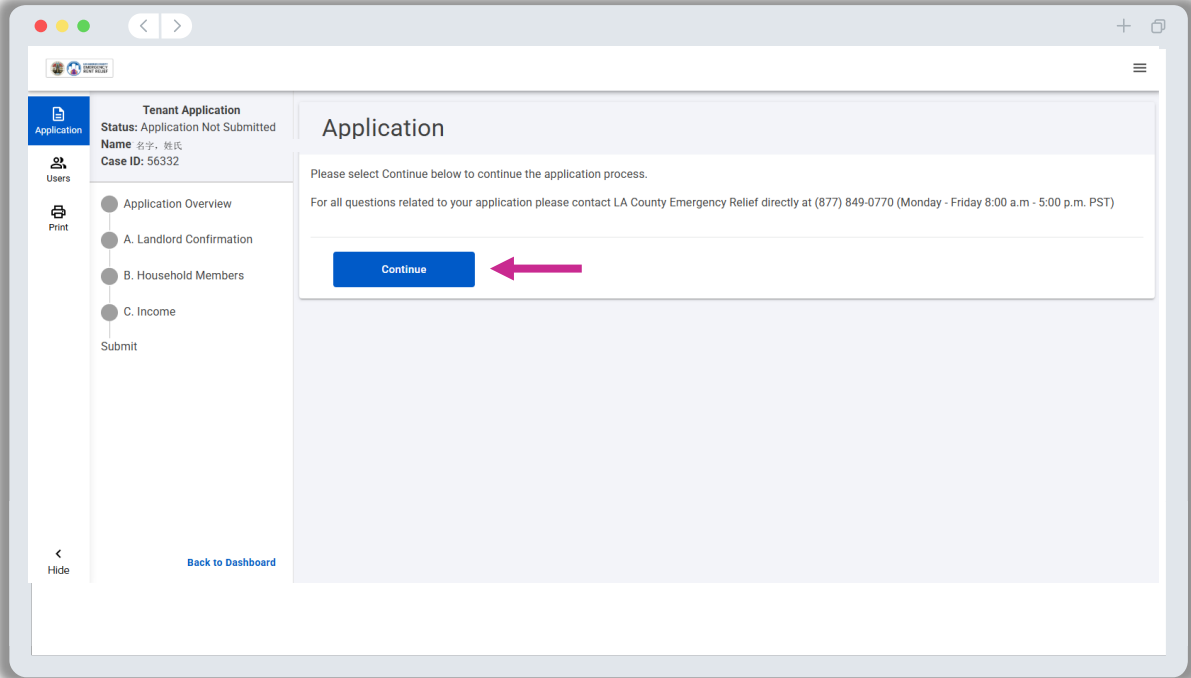 EMERGENCY
RENT RELIEF
Application
Users
Print
Hide
Tenant Application
Status: Application Not Submitted
Name 名字，姓氏
Case ID: 56332
Application Overview
A. Landlord Confirmation
B. Household Members
C. Income
Submit
Back to Dashboard
Application
Please select Continue below to continue the application process.
For all questions related to your application please contact LA County Emergency Relief directly at (877) 849-0770 (Monday - Friday 8:00 a.m - 5:00 p.m. PST)
Continue